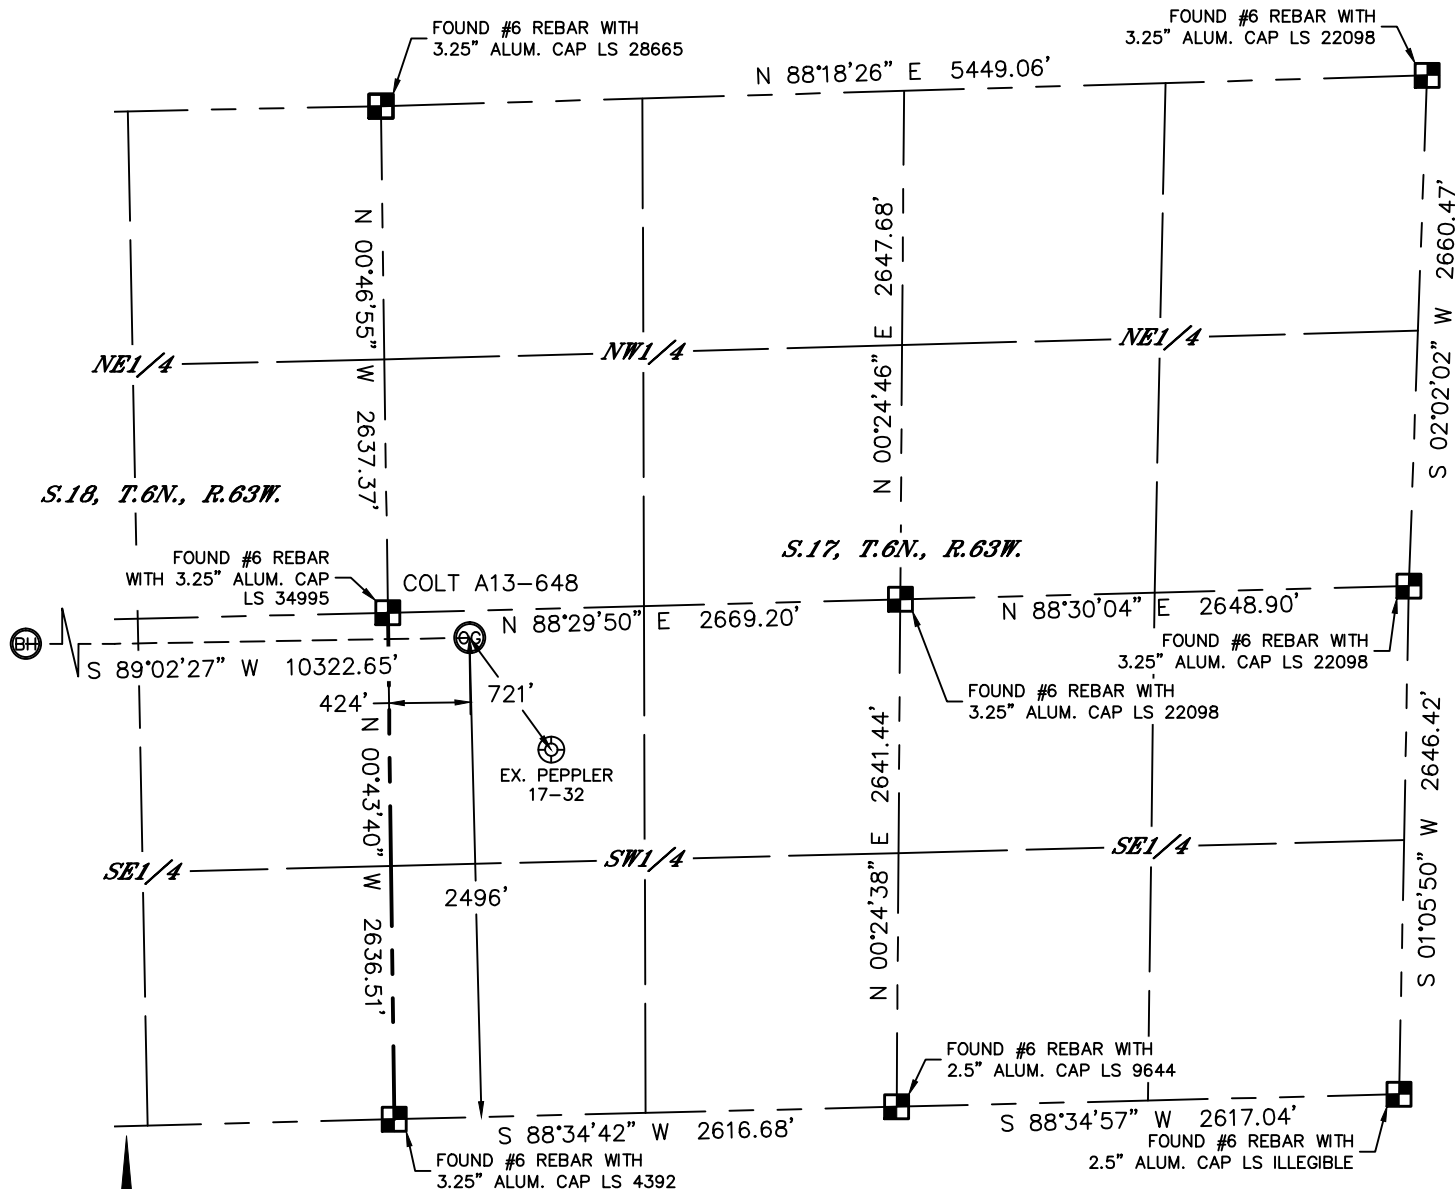 FOUND #6 REBAR WITH
3.25" ALUM. CAP LS 28665
FOUND #6 REBAR WITH
3.25" ALUM. CAP LS 22098
N 88°18'26" E 5449.06'
N 00°46'55" W 2637.37'
N 00°24'46" E 2647.68'
S 02°02'02" W 2660.47'
NE1/4
NW1/4
NE1/4
S.18, T.6N., R.63W.
S.17, T.6N., R.63W.
FOUND #6 REBAR
WITH 3.25" ALUM. CAP
LS 34995
COLT A13-648
N 88°29'50" E 2669.20'
N 88°30'04" E 2648.90'
BH
OG
S 89°02'27" W 10322.65'
FOUND #6 REBAR WITH
3.25" ALUM. CAP LS 22098
424'
721'
FOUND #6 REBAR WITH
3.25" ALUM. CAP LS 22098
EX. PEPPLER
17-32
N 00°43'40" W 2636.51'
N 00°24'38" E 2641.44'
S 01°05'50" W 2646.42'
SE1/4
SW1/4
SE1/4
2496'
FOUND #6 REBAR WITH
2.5" ALUM. CAP LS 9644
S 88°34'42" W 2616.68'
S 88°34'57" W 2617.04'
FOUND #6 REBAR WITH
3.25" ALUM. CAP LS 4392
FOUND #6 REBAR WITH
2.5" ALUM. CAP LS ILLEGIBLE